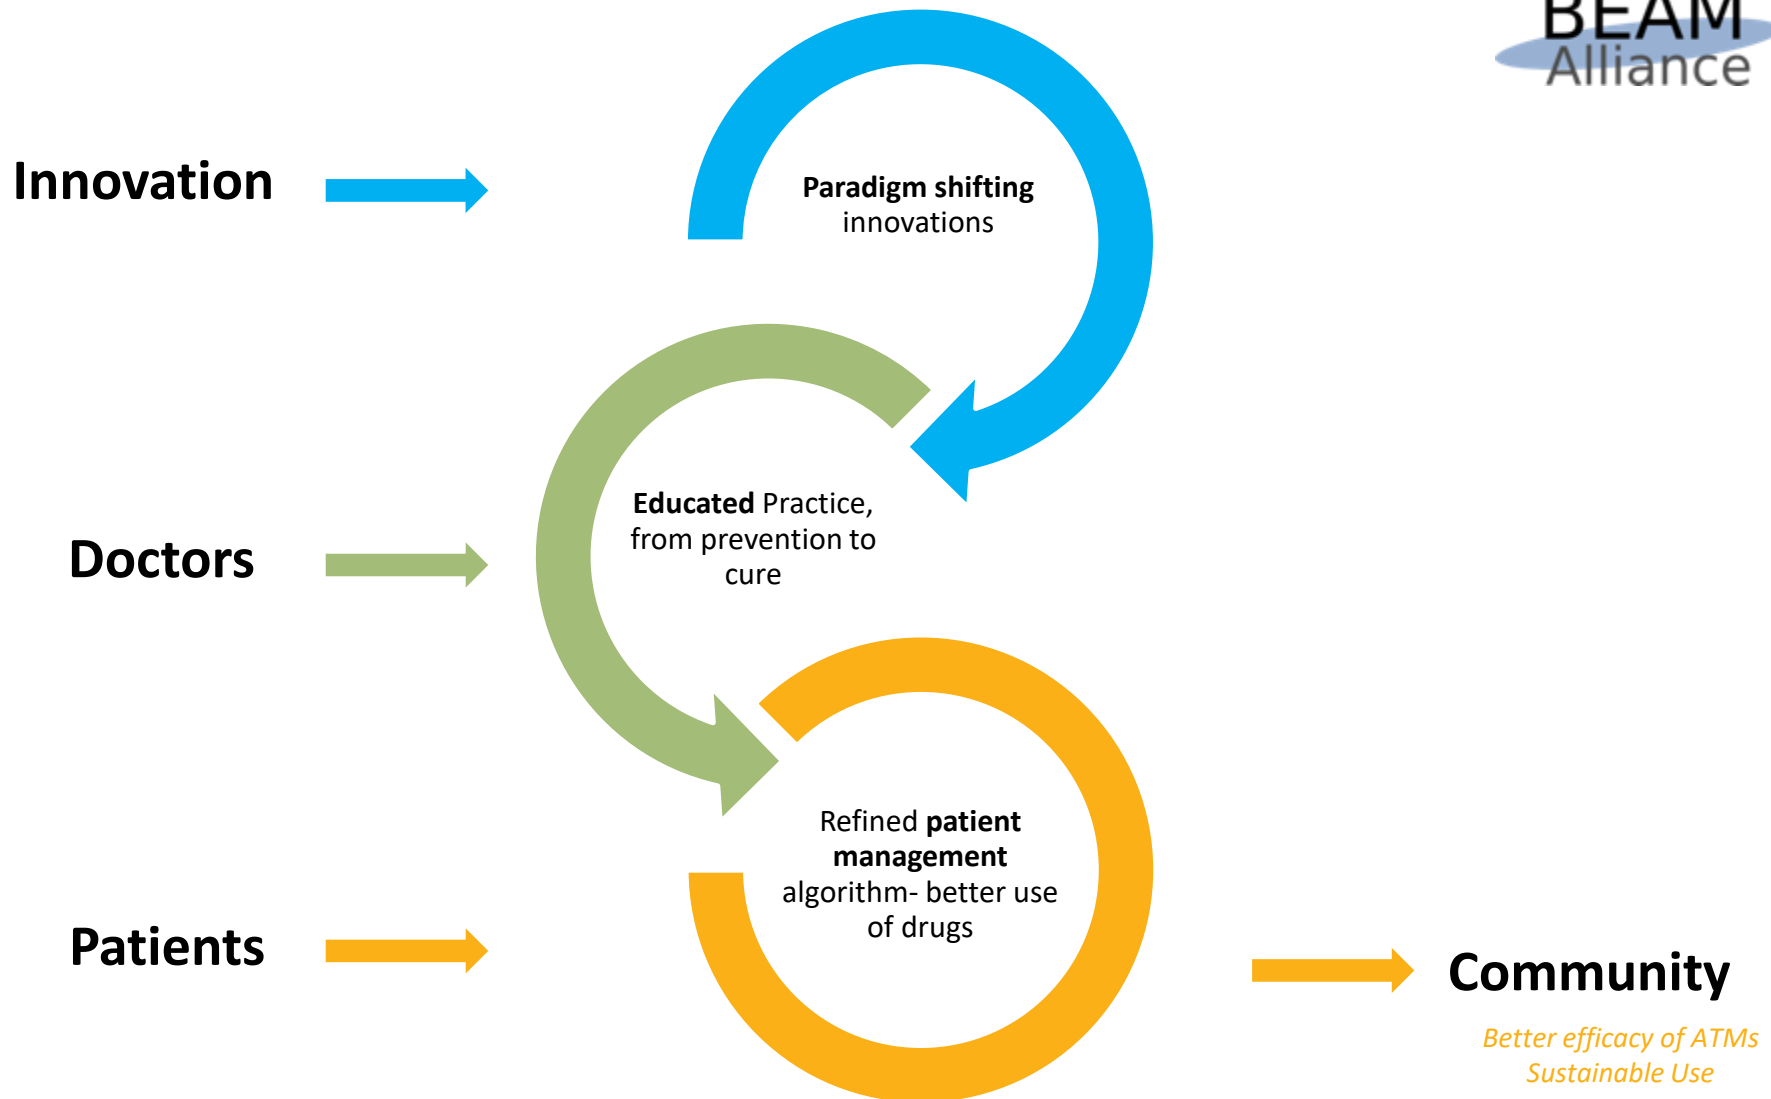 BEAM
Alliance
Innovation
Paradigm shifting
innovations
Doctors
Educated Practice,
from prevention to
cure
Patients
Refined patient
management
algorithm- better use
of drugs
Community
Better efficacy of ATMs
Sustainable Use